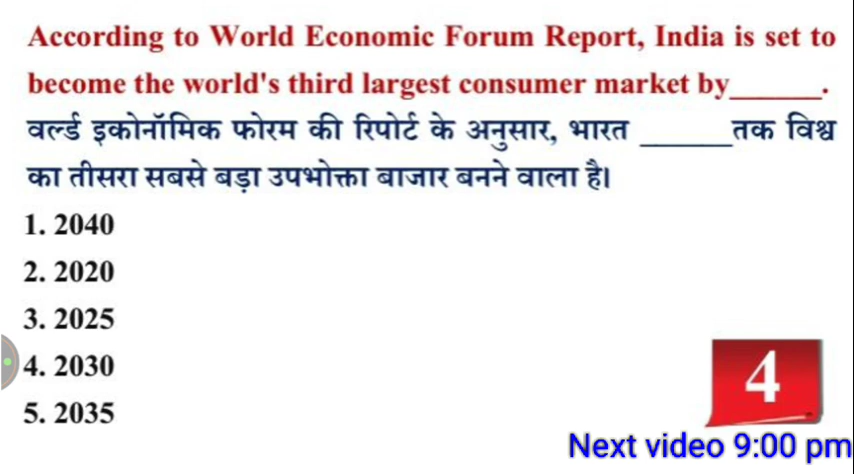 According to World Economic Forum Report, India is set to
become the world's third largest consumer market by______.
वर्ल्ड इकोनॉमिक फोरम की रिपोर्ट के अनुसार, भारत ______तक विश्व
का तीसरा सबसे बड़ा उपभोक्ता बाजार बनने वाला है।
1. 2040
2. 2020
3. 2025
4. 2030
5. 2035
4
Next video 9:00 pm